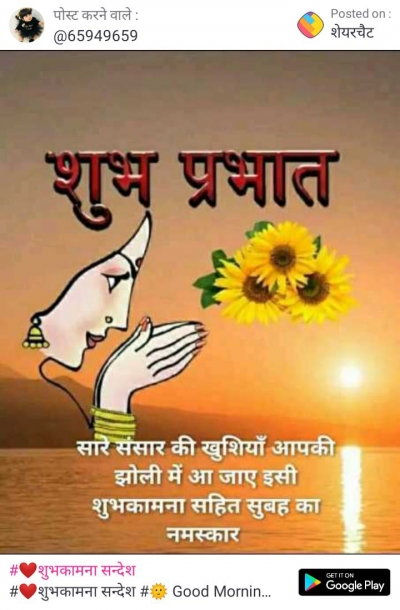 पोस्ट करने वाले :
@65949659
Posted on :
शेयरचैट
शुभ प्रभात
सारे संसार की खुशियाँ आपकी
झोली में आ जाए इसी
शुभकामना सहित सुबह का
नमस्कार
#❤️शुभकामना सन्देश
#❤️शुभकामना सन्देश #🌞 Good Mornin...
GET IT ON
Google Play